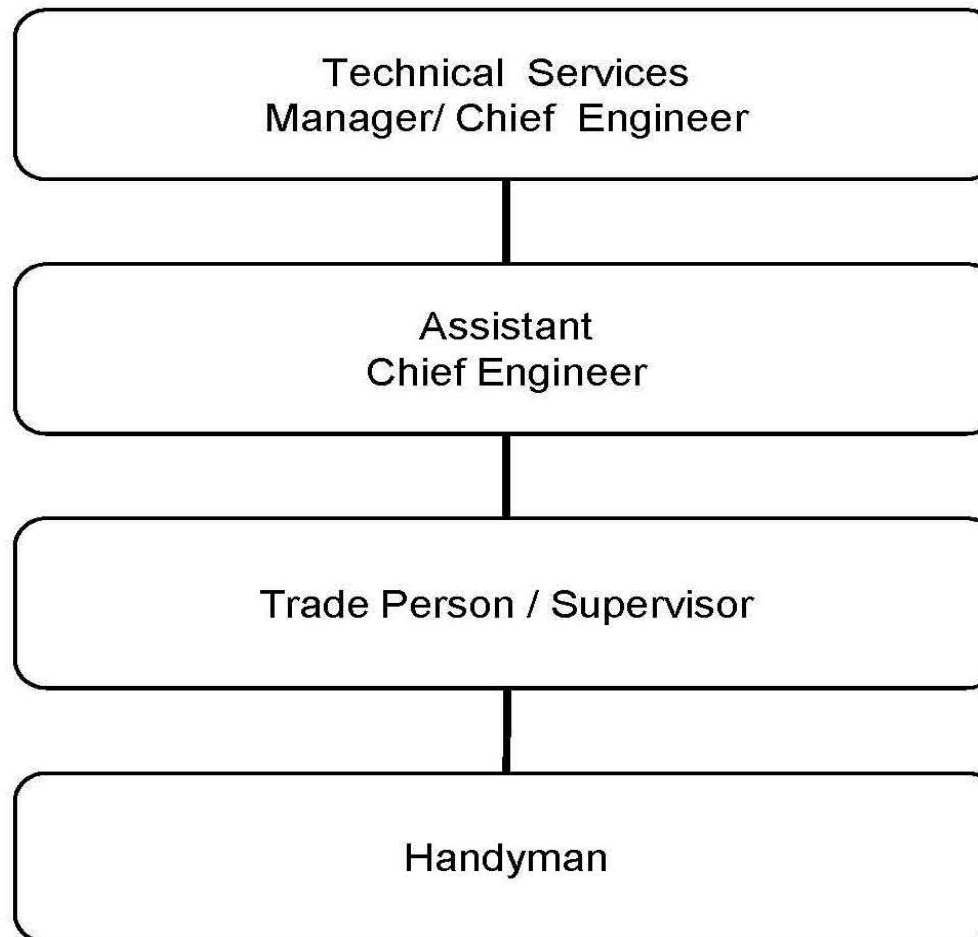 Technical Services
Manager/ Chief Engineer
Assistant
Chief Engineer
Trade Person / Supervisor
Handyman